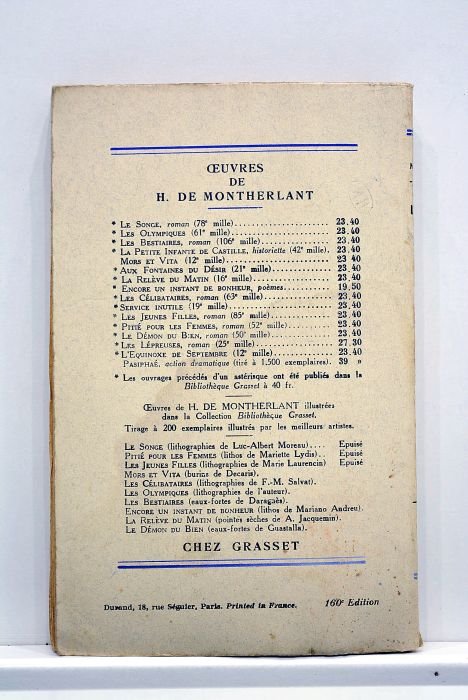 ŒUVRES
DE
H. DE MONTHERLANT
* Le Songe, roman (78e mille)............................ 23,40
* Les Olympiques (61e mille)........................... 23,40
* Les Bestiaires, roman (106e mille)................. 23,40
* La Petite Infante de Castille, historiette (42e mille). 23,40
Mors et Vita (12e mille)............................ 23 40
* Aux Fontaines du Désir (21e mille)............... 23,40
* La Relève du Matin (16e mille)................... 23,40
* Encore un instant de bonheur, poèmes............ 19,50
* Les Célibataires, roman (63e mille)............... 23,40
* Service inutile (19e mille)........................... 23,40
* Les Jeunes Filles, roman (85e mille)............... 23,40
* Pitié pour les Femmes, roman (52e mille)......... 23,40
* Le Démon du Bien, roman (50e mille)............. 23,40
* Les Lépreuses, roman (25e mille).................. 27,30
* L'Equinoxe de Septembre (12e mille)............. 23,40
Pasiphaé, action dramatique (tiré à 1.500 exemplaires). 39 »
* Les ouvrages précédés d'un astérisque ont été publiés dans la
Bibliothèque Grasset à 40 fr.
Œuvres de H. DE MONTHERLANT illustrées
dans la Collection Bibliothèque Grasset.
Tirage à 200 exemplaires illustrés par les meilleurs artistes.
Le Songe (lithographies de Luc-Albert Moreau).... Epuisé
Pitié pour les Femmes (lithos de Mariette Lydis).. Epuisé
Les Jeunes Filles (lithographies de Marie Laurencin) Epuisé
Mors et Vita (burins de Decaris).
Les Célibataires (lithographies de F.-M. Salvat).
Les Olympiques (lithographies de l'auteur).
Les Bestiaires (eaux-fortes de Daragnès).
Encore un instant de bonheur (lithos de Mariano Andreu).
La Relève du Matin (pointes sèches de A. Jacquemin).
Le Démon du Bien (eaux-fortes de Guastalla).
CHEZ GRASSET
Durand, 18, rue Séguier, Paris. Printed in France. 160e Edition